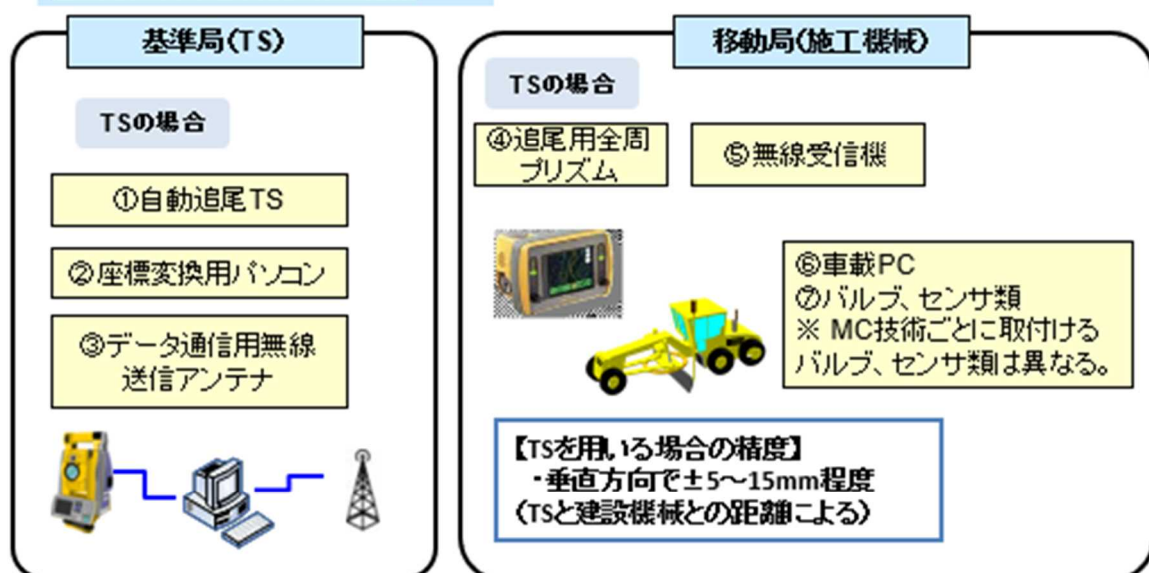 基準局(TS)
TSの場合
①自動追尾TS
②座標変換用パソコン
③データ通信用無線
送信アンテナ
移動局(施工機械)
TSの場合
④追尾用全周
プリズム
⑤無線受信機
⑥車載PC
⑦バルブ、センサ類
※ MC技術ごとに取付ける
バルブ、センサ類は異なる。
【TSを用いる場合の精度】
・垂直方向で±5～15mm程度
(TSと建設機械との距離による)